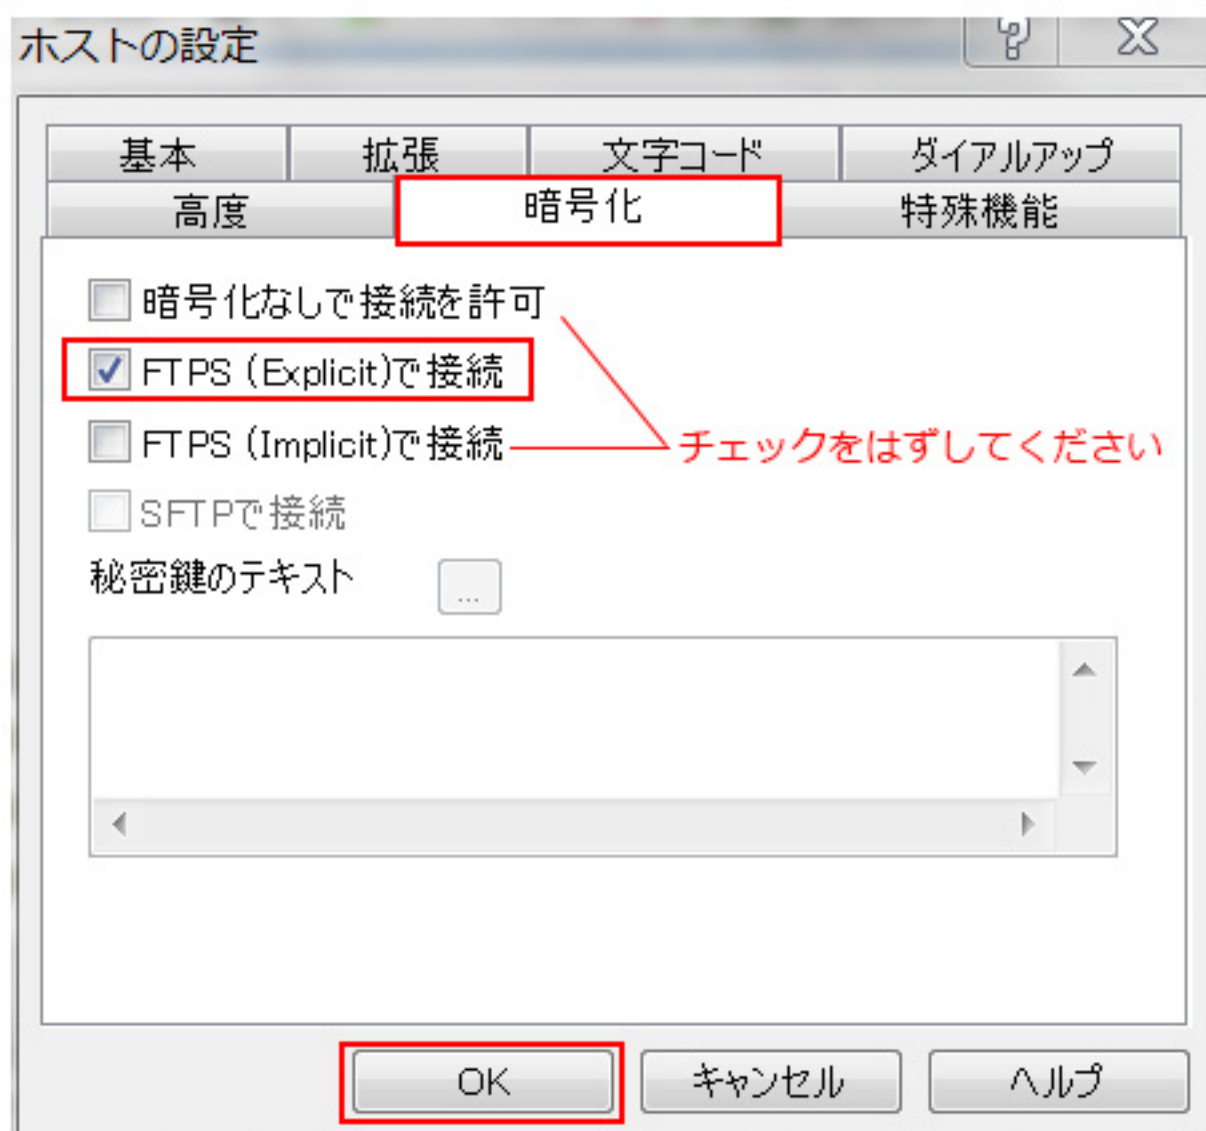 ホストの設定
基本 拡張 文字コード ダイアルアップ
高度 暗号化 特殊機能
暗号化なしで接続を許可
FTPS (Explicit)で接続
FTPS (Implicit)で接続 チェックをはずしてください
SFTPで接続
秘密鍵のテキスト ...
OK キャンセル ヘルプ